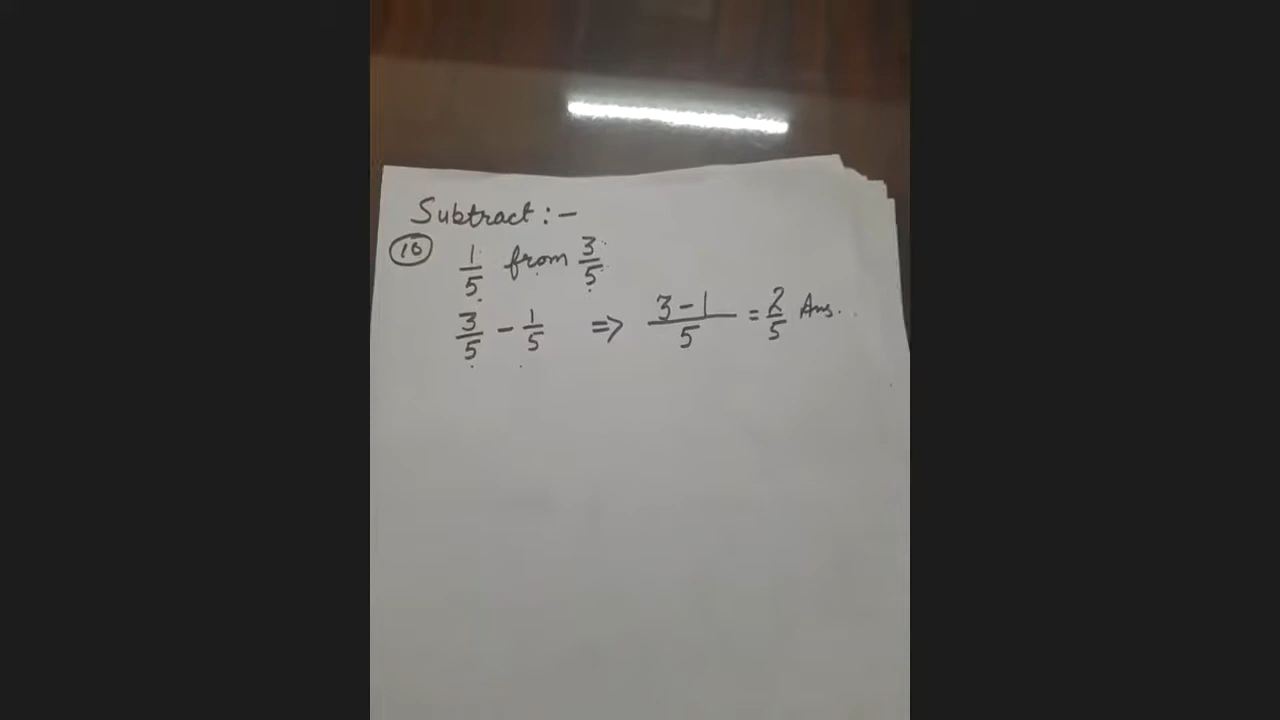 Subtract:-
10 1/5 from 3/5
3/5 - 1/5 => 3-1/5 = 2/5 Ans.